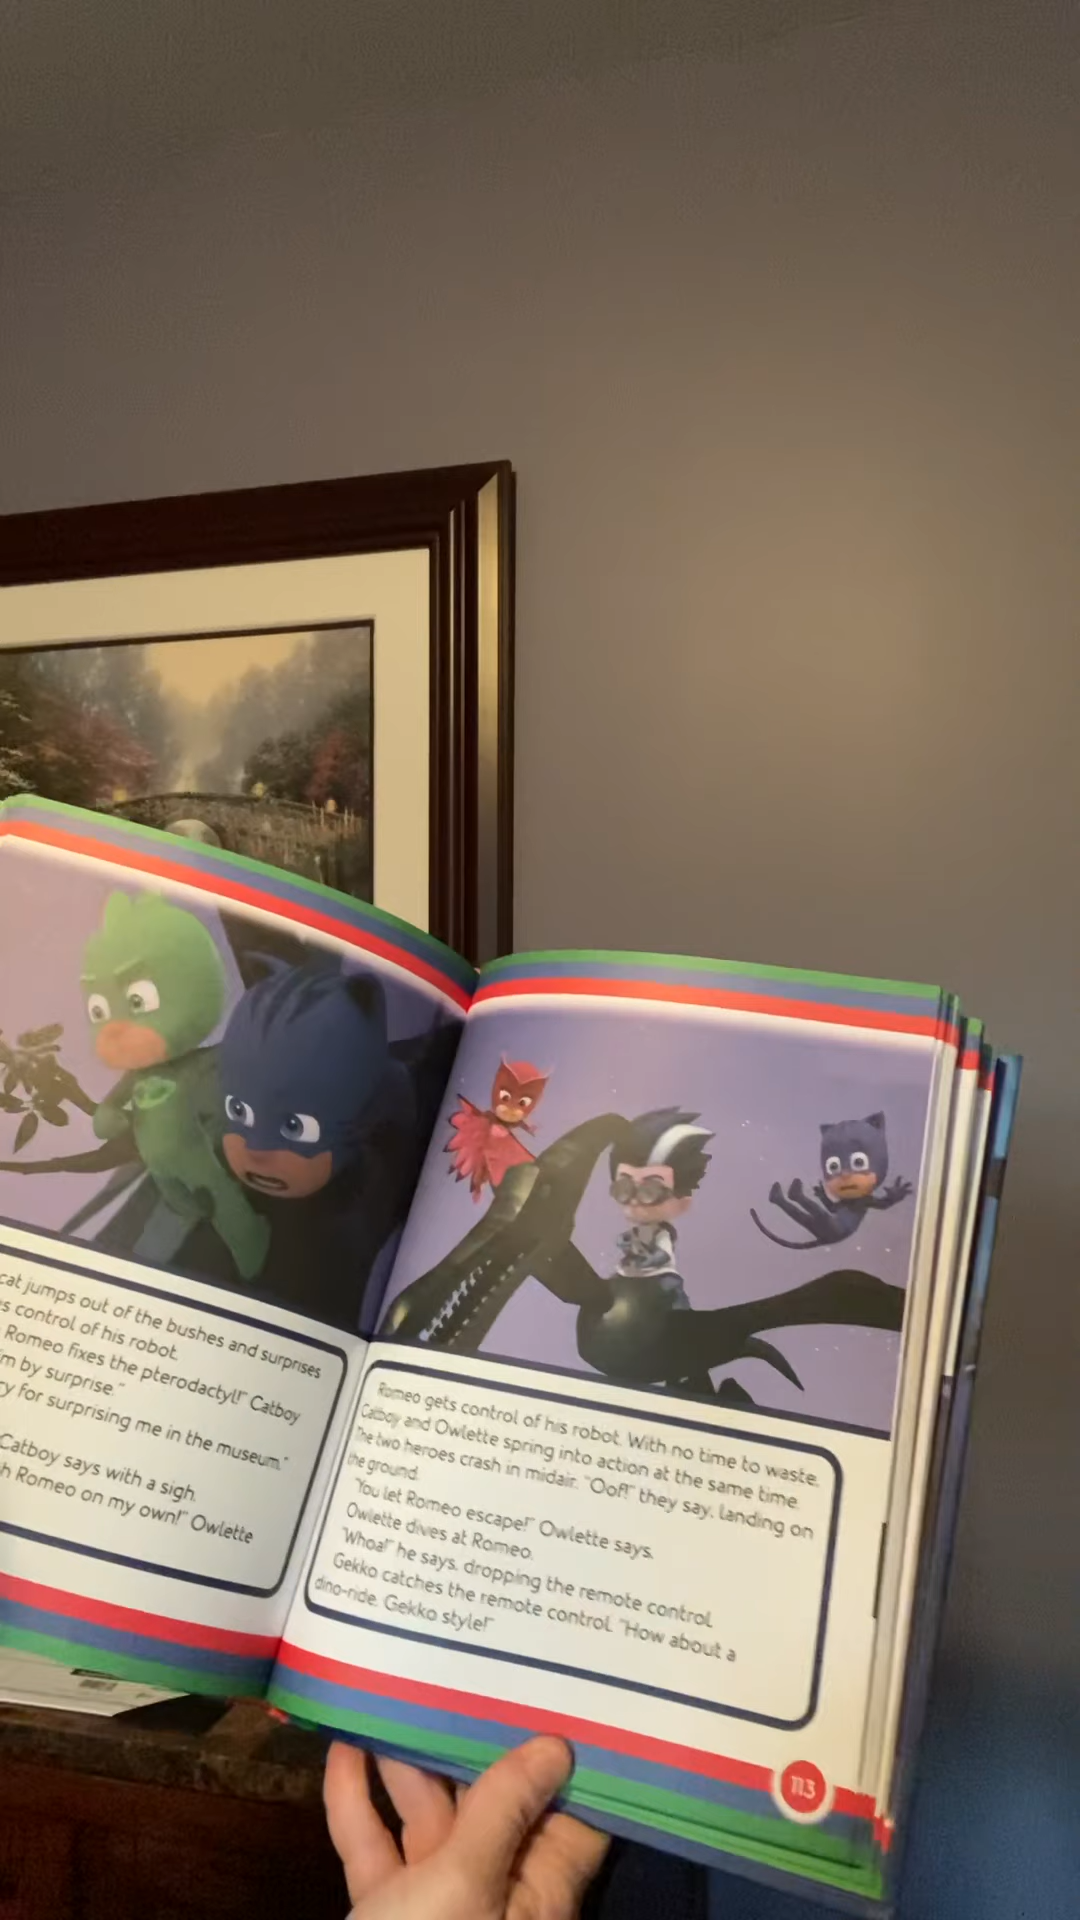 cat jumps out of the bushes and surprises
control of his robot.
Romeo fixes the pterodactyl!" Catboy
by surprise."
for surprising me in the museum."
Catboy says with a sigh.
Romeo on my own!" Owlette
Romeo gets control of his robot. With no time to waste,
Catboy and Owlette spring into action at the same time.
The two heroes crash in midair. "Oof!" they say, landing on
the ground.
"You let Romeo escape!" Owlette says.
Owlette dives at Romeo.
"Whoa!" he says, dropping the remote control.
Gekko catches the remote control. "How about a
dino-ride, Gekko style!"
113